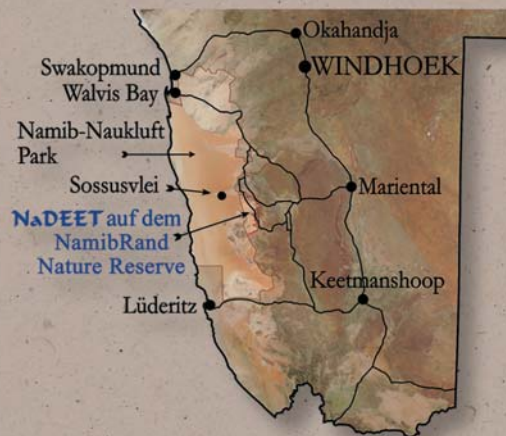 Okahandja
Swakopmund
WINDHOEK
Walvis Bay
Namib-Naukluft
Park
Sossusvlei
Mariental
NaDEET auf dem
NamibRand
Nature Reserve
Keetmanshoop
Lüderitz